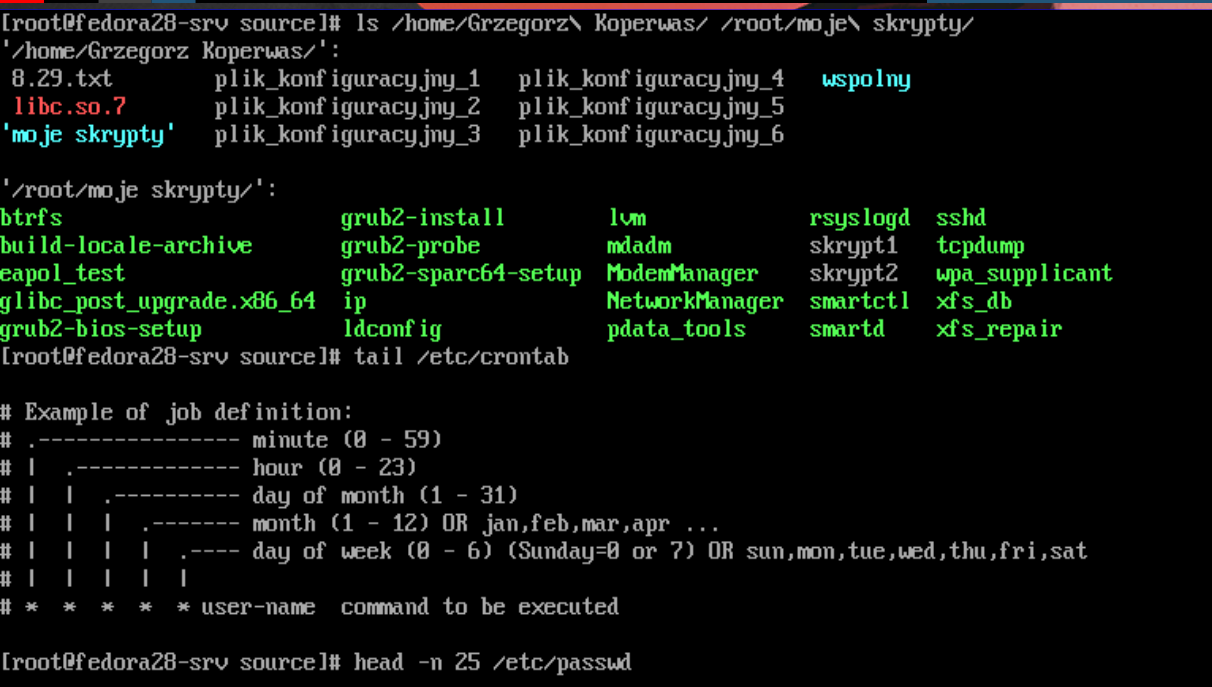 [root@fedora28-srv source]# ls /home/Grzegorz\ Koperwas/ /root/moje\ skrypty/
'/home/Grzegorz Koperwas/':
8.29.txt plik_konfiguracyjny_1 plik_konfiguracyjny_4 wspolny
libc.so.7 plik_konfiguracyjny_2 plik_konfiguracyjny_5
'moje skrypty' plik_konfiguracyjny_3 plik_konfiguracyjny_6
'/root/moje skrypty/':
btrfs grub2-install lvm rsyslogd sshd
build-locale-archive grub2-probe mdadm skrypt1 tcpdump
eapol_test grub2-sparc64-setup ModemManager skrypt2 wpa_supplicant
glibc_post_upgrade.x86_64 ip NetworkManager smartctl xfs_db
grub2-bios-setup ldconfig pdata_tools smartd xfs_repair
[root@fedora28-srv source]# tail /etc/crontab
# Example of job definition:
# .---------------- minute (0 - 59)
# | .------------- hour (0 - 23)
# | | .---------- day of month (1 - 31)
# | | | .------- month (1 - 12) OR jan,feb,mar,apr ...
# | | | | .---- day of week (0 - 6) (Sunday=0 or 7) OR sun,mon,tue,wed,thu,fri,sat
# | | | | |
# * * * * * user-name command to be executed
[root@fedora28-srv source]# head -n 25 /etc/passwd